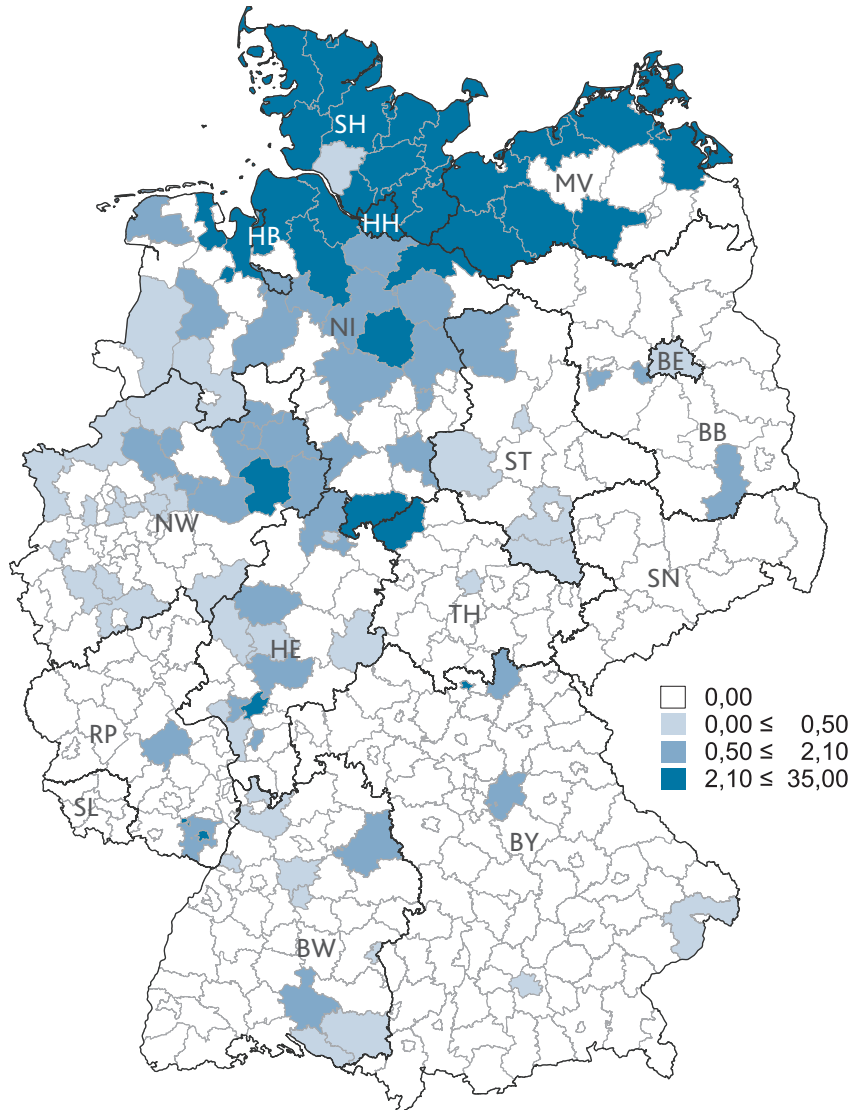 SH
MV
HH
HB
NI
BE
BB
ST
NW
SN
TH
HE
0,00
0,00 ≤ 0,50
0,50 ≤ 2,10
2,10 ≤ 35,00
RP
SL
BY
BW